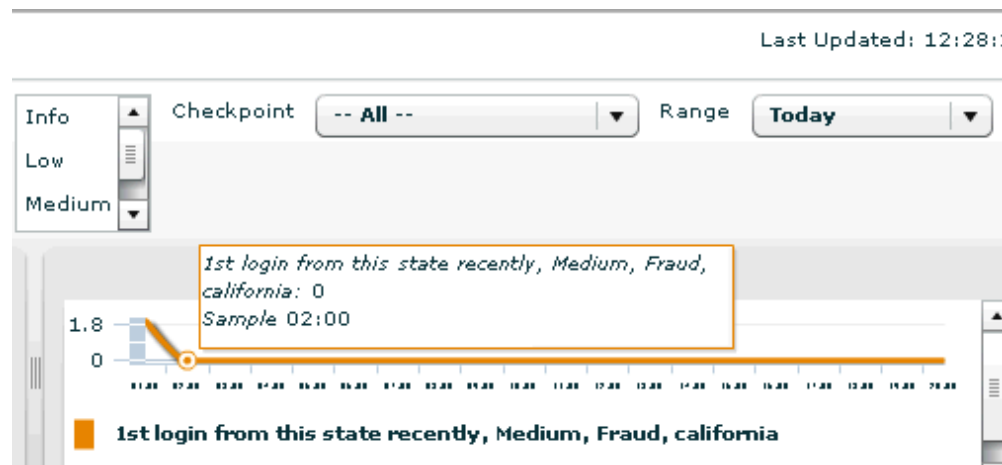 Last Updated: 12:28:
Info
Checkpoint
-- All --
Range
Today
Low
Medium
1st login from this state recently, Medium, Fraud,
california: 0
Sample 02:00
1.8
0
1st login from this state recently, Medium, Fraud, california